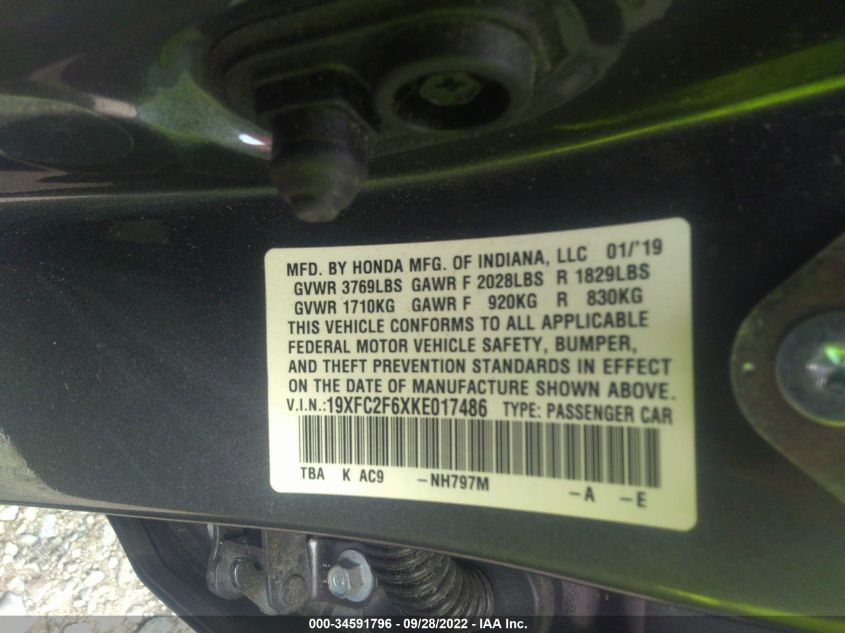 MFD. BY HONDA MFG. OF INDIANA, LLC 01/'19
GVWR 3769LBS GAWR F 2028LBS R 1829LBS
GVWR 1710KG GAWR F 920KG R 830KG
THIS VEHICLE CONFORMS TO ALL APPLICABLE
FEDERAL MOTOR VEHICLE SAFETY, BUMPER,
AND THEFT PREVENTION STANDARDS IN EFFECT
ON THE DATE OF MANUFACTURE SHOWN ABOVE.
V.I.N.:19XFC2F6XKE017486 TYPE: PASSENGER CAR
TBA K AC9 -NH797M -A -E
000-34591796 - 09/28/2022 - IAA Inc.